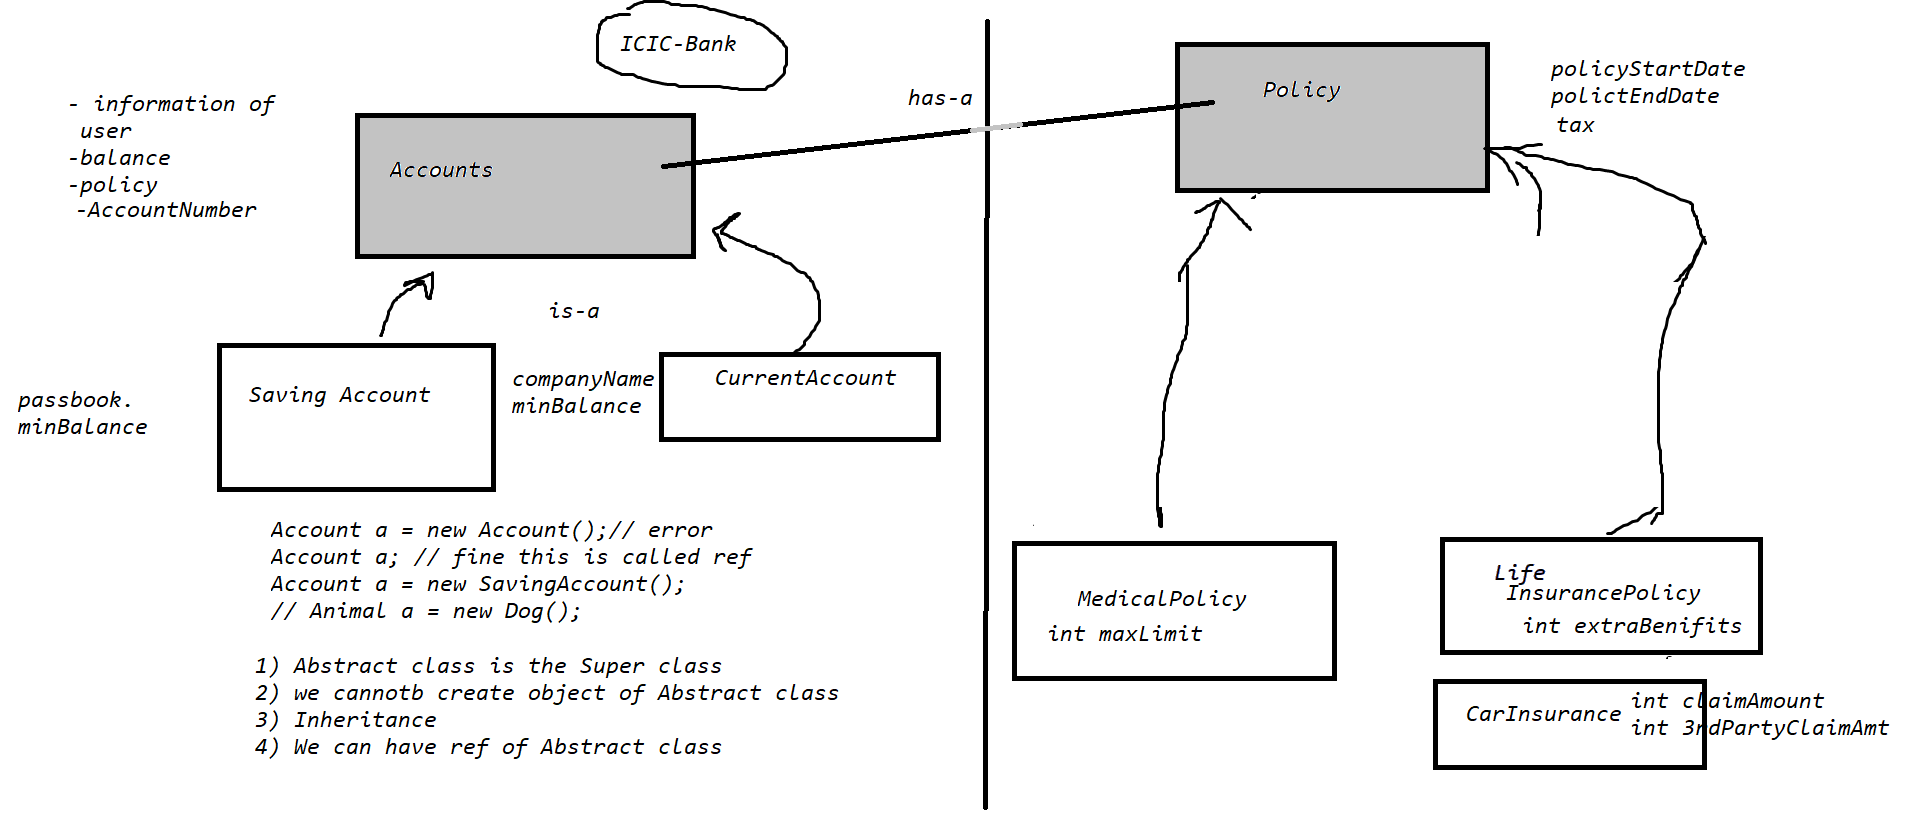 ICIC-Bank
- information of
user
-balance
-policy
-AccountNumber
Accounts
has-a
Policy
policyStartDate
polictEndDate
tax
is-a
passbook.
minBalance
Saving Account
companyName
minBalance
CurrentAccount
Account a = new Account();// error
Account a; // fine this is called ref
Account a = new SavingAccount();
// Animal a = new Dog();
1) Abstract class is the Super class
2) we cannotb create object of Abstract class
3) Inheritance
4) We can have ref of Abstract class
MedicalPolicy
int maxLimit
Life
InsurancePolicy
int extraBenifits
CarInsurance
int claimAmount
int 3ndPartyClaimAmt